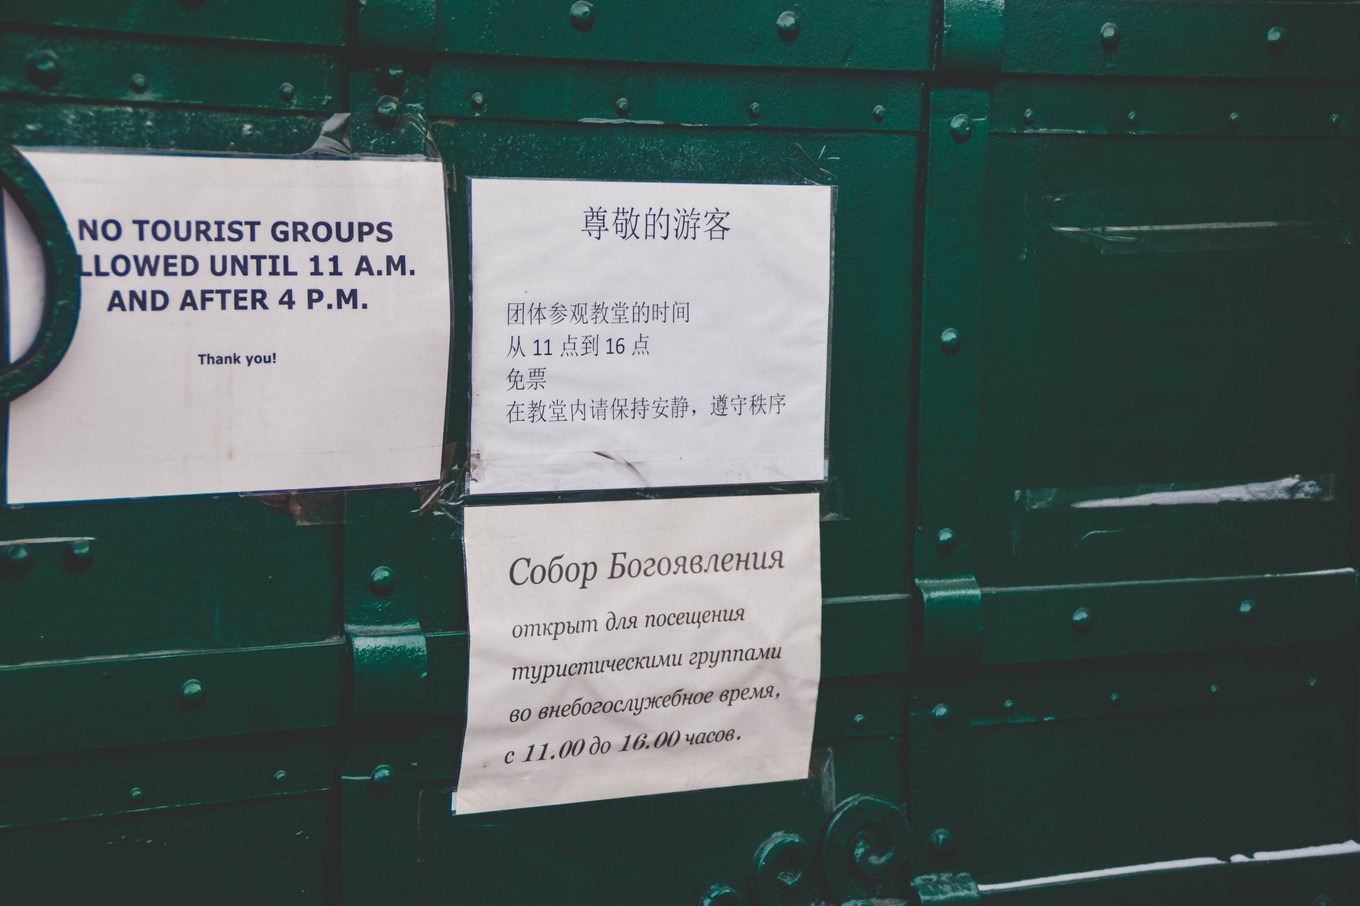 NO TOURIST GROUPS
LLOWED UNTIL 11 A.M.
AND AFTER 4 P.M.
Thank you!
尊敬的游客
团体参观教堂的时间
从 11 点到 16 点
免票
在教堂内请保持安静，遵守秩序
Собор Богоявления
открыт для посещения
туристическими группами
во внебогослужебное время,
с 11.00 до 16.00 часов.